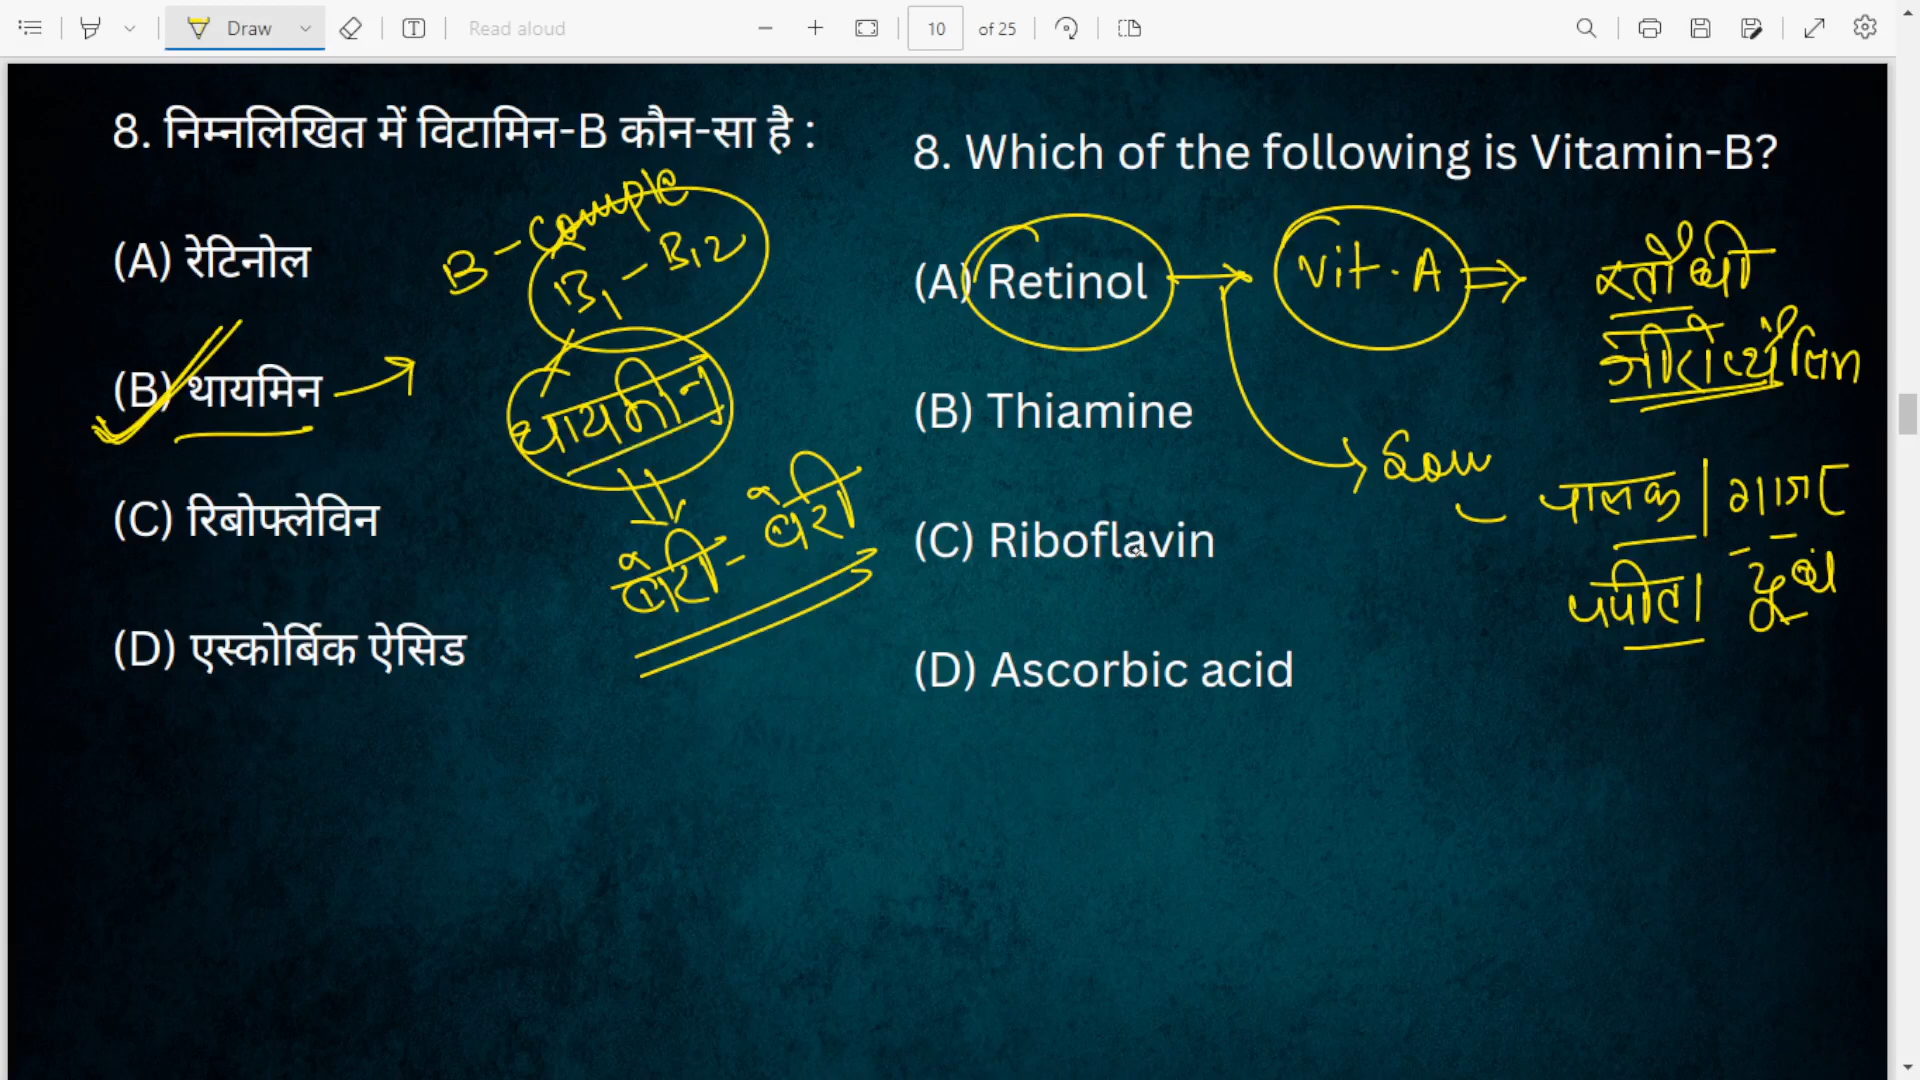 Draw
Read aloud
10 of 25
8. निम्नलिखित में विटामिन-B कौन-सा है :
(A) रेटिनोल
(B) थायमिन
(C) रिबोफ्लेविन
(D) एस्कोर्बिक ऐसिड
B - comple
B1 - B12
थायमीन
बेरी - बेरी
8. Which of the following is Vitamin-B?
(A) Retinol
(B) Thiamine
(C) Riboflavin
(D) Ascorbic acid
Vit. A
रतौंधी
पालक | गाजर
पपीता दूध